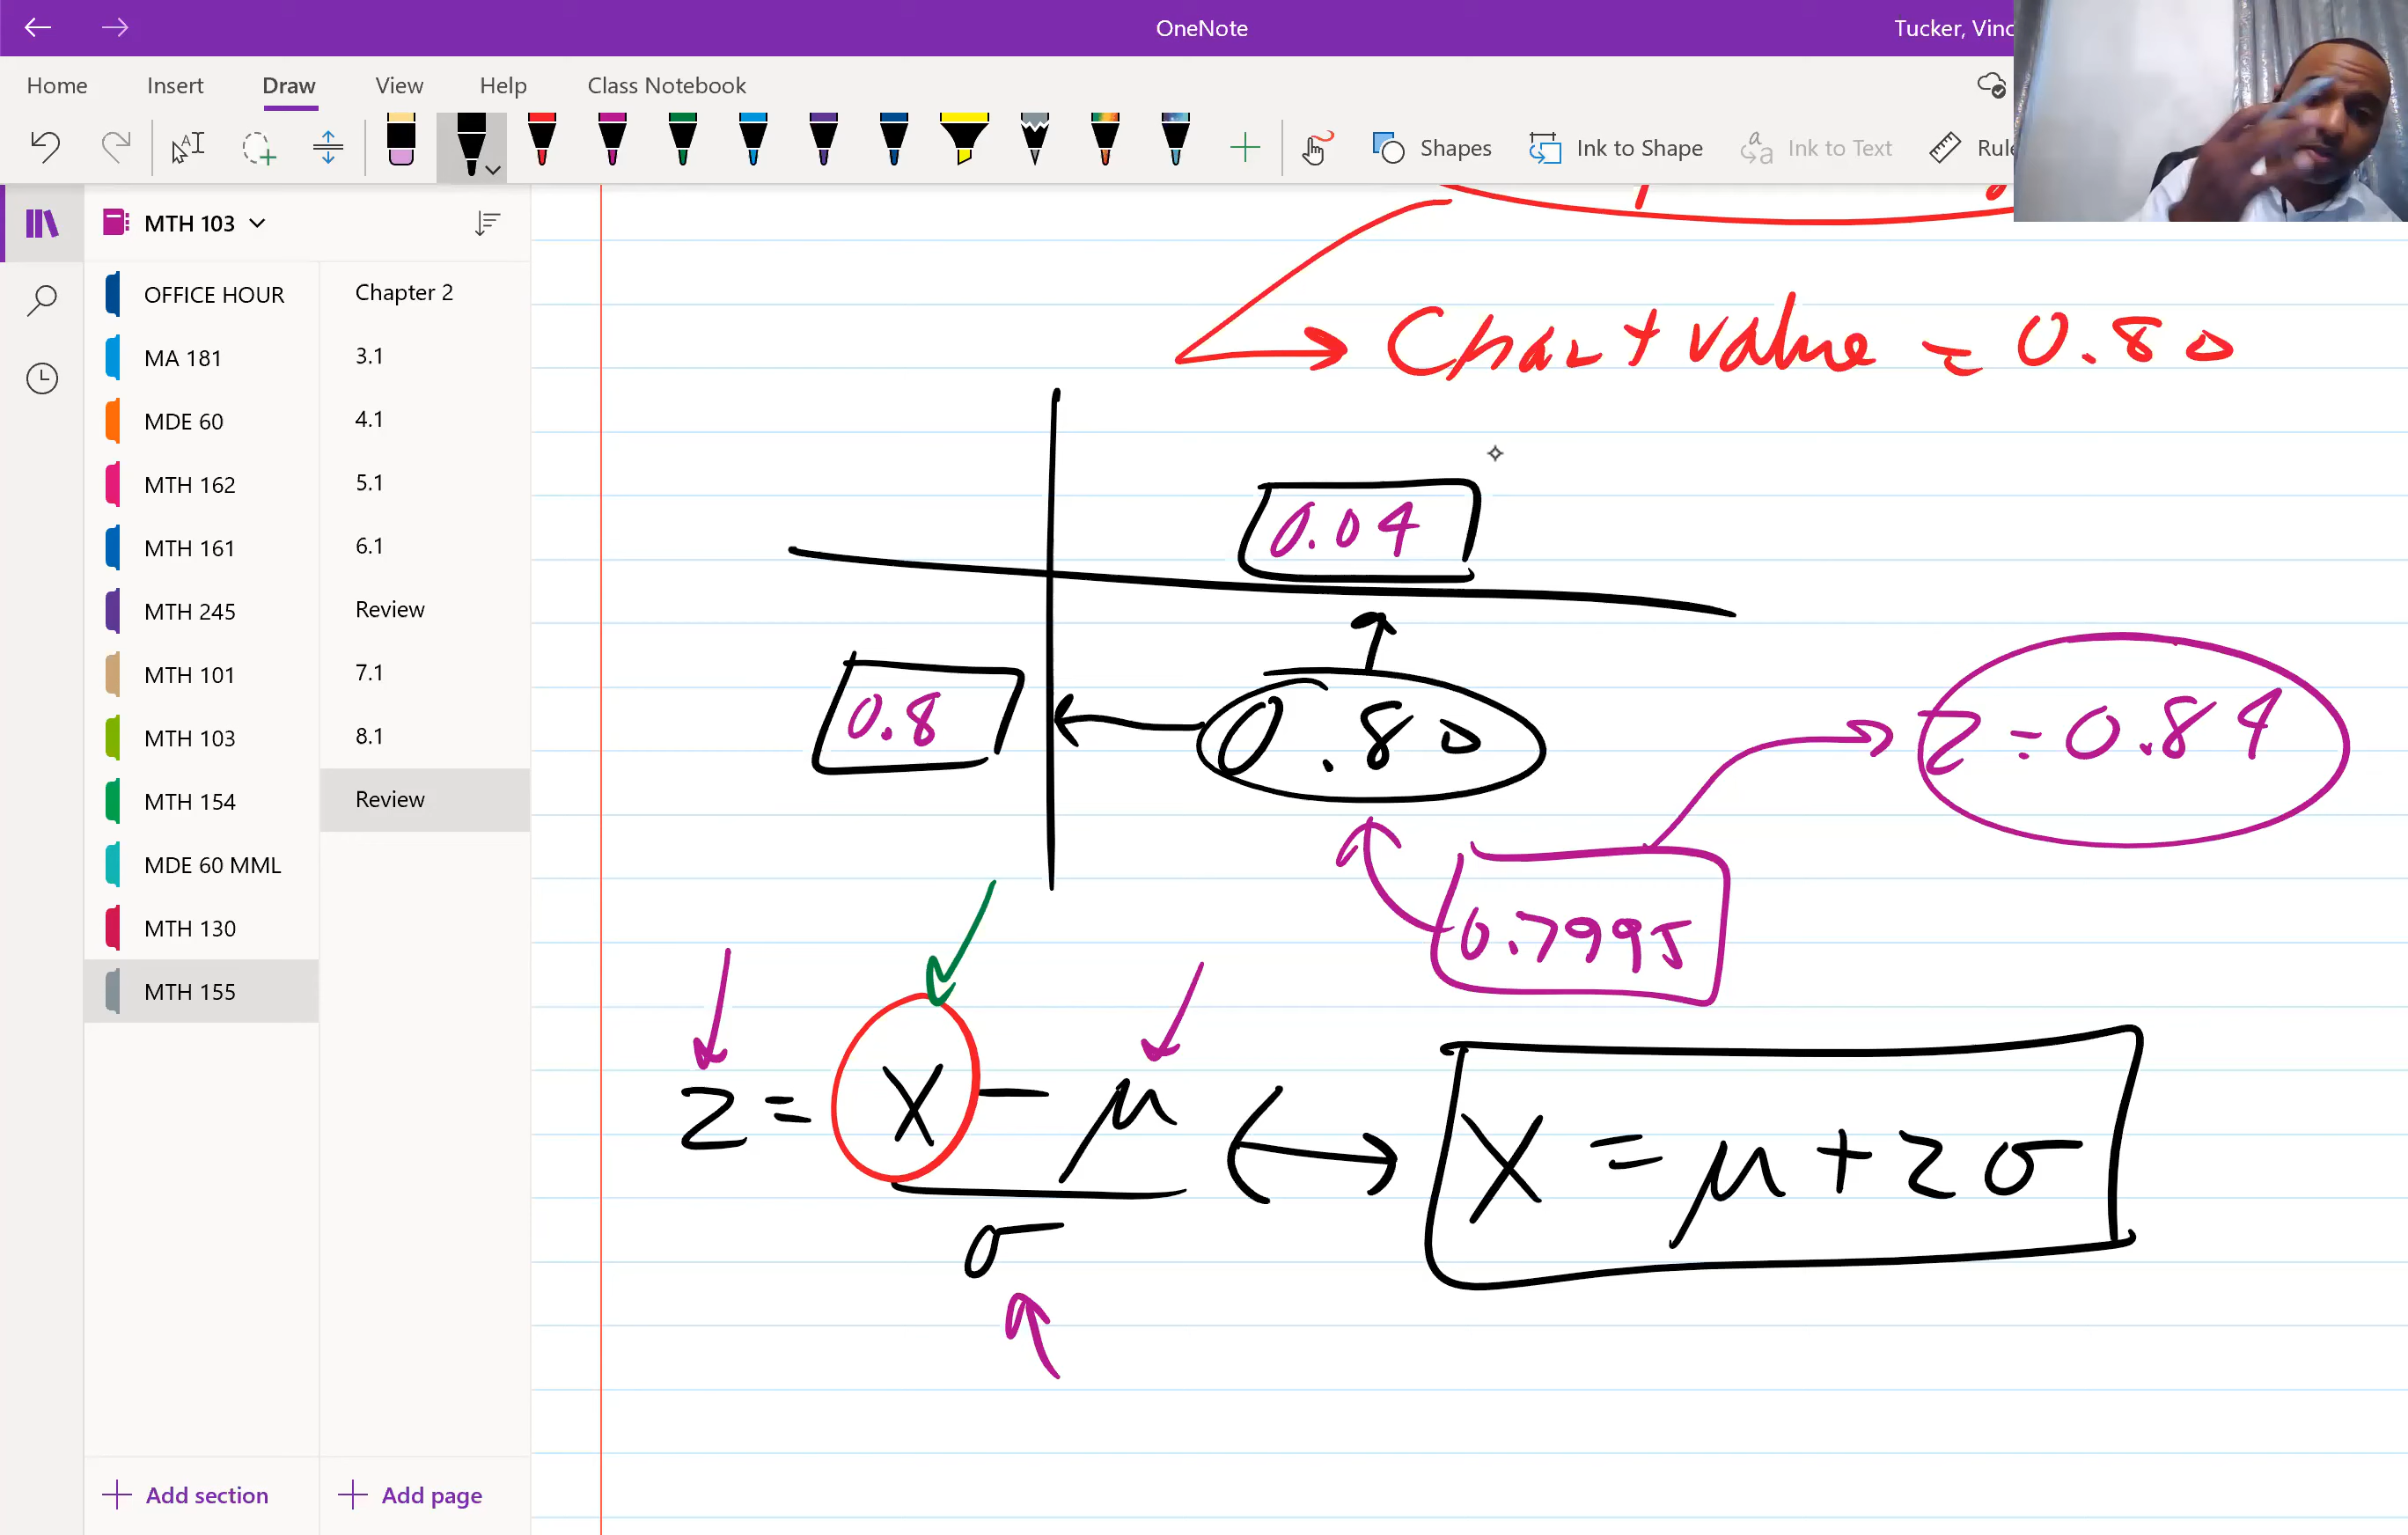 OneNote
Tucker, Vinc
Home Insert Draw View Help Class Notebook
Shapes Ink to Shape Ink to Text Rule
MTH 103
OFFICE HOUR
MA 181
MDE 60
MTH 162
MTH 161
MTH 245
MTH 101
MTH 103
MTH 154
MDE 60 MML
MTH 130
MTH 155
Add section
Chapter 2
3.1
4.1
5.1
6.1
Review
7.1
8.1
Review
Add page
Chart value = 0.80
0.04
0.8
0.80
z = 0.84
0.7995
z = x - μ
σ
x = μ + z σ